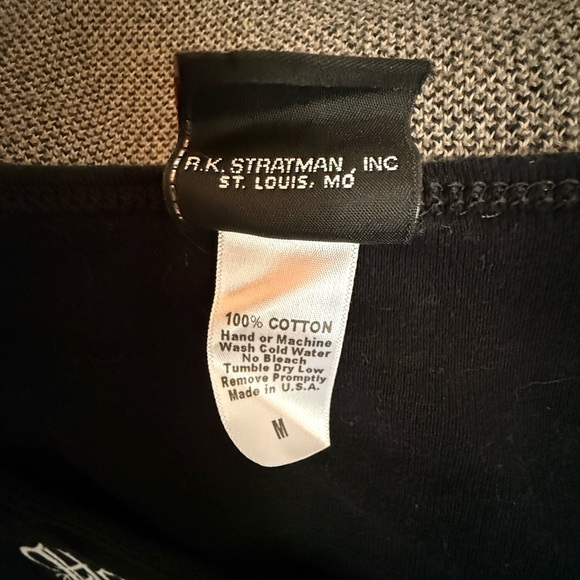 R.K. STRATMAN, INC
ST. LOUIS, MO
100% COTTON
Hand or Machine
Wash Cold Water
No Bleach
Tumble Dry Low
Remove Promptly
Made in U.S.A.
M